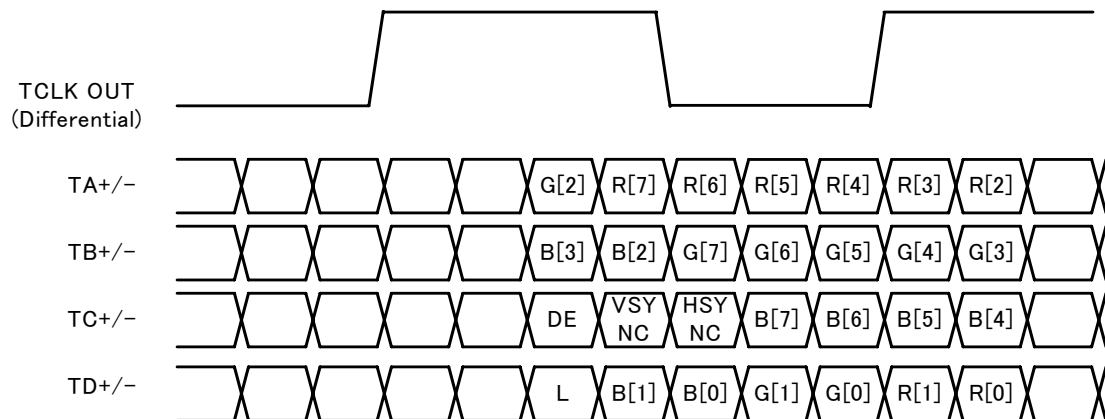 TCLK OUT
(Differential)
TA+/- G[2] R[7] R[6] R[5] R[4] R[3] R[2]
TB+/- B[3] B[2] G[7] G[6] G[5] G[4] G[3]
TC+/- DE VSY NC HSY NC B[7] B[6] B[5] B[4]
TD+/- L B[1] B[0] G[1] G[0] R[1] R[0]